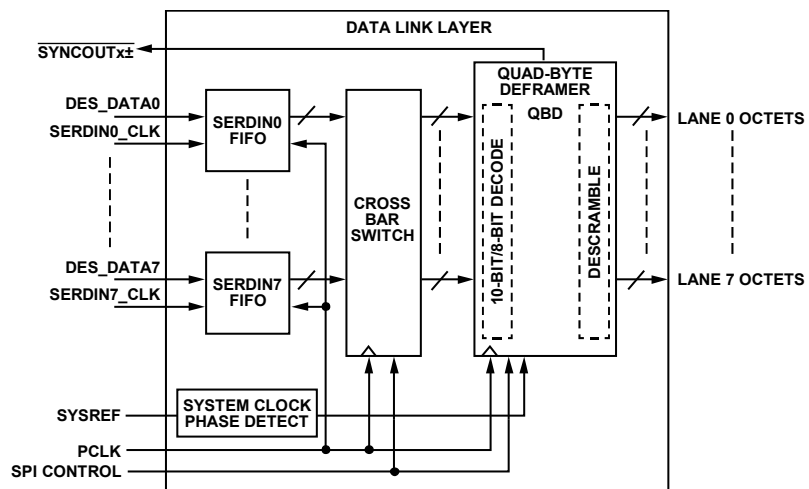 DATA LINK LAYER
SYNCOUTx±
QUAD-BYTE
DEFRAMER
QBD
DES_DATA0
SERDIN0_CLK
SERDIN0
FIFO
LANE 0 OCTETS
CROSS
BAR
SWITCH
10-BIT/8-BIT DECODE
DESCRAMBLE
DES_DATA7
SERDIN7_CLK
SERDIN7
FIFO
LANE 7 OCTETS
SYSREF
SYSTEM CLOCK
PHASE DETECT
PCLK
SPI CONTROL